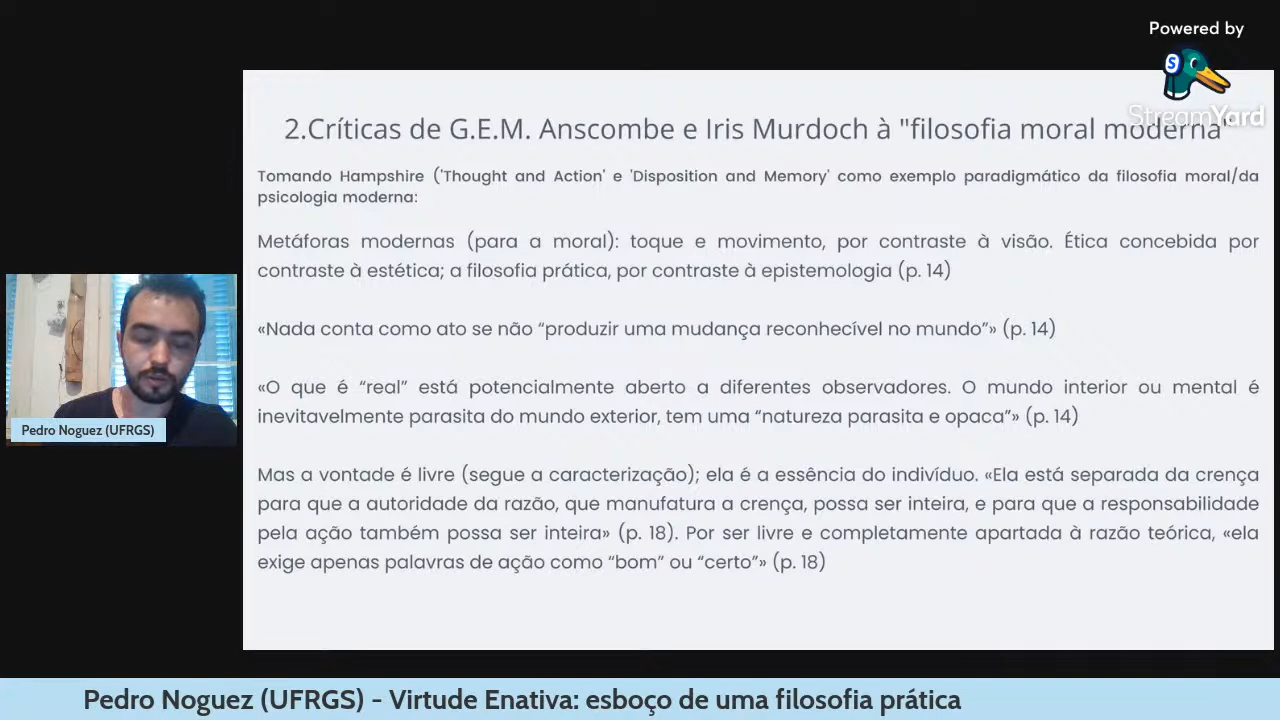 Powered by
S
StreamYard
2.Críticas de G.E.M. Anscombe e Iris Murdoch à "filosofia moral moderna"
Tomando Hampshire ('Thought and Action' e 'Disposition and Memory' como exemplo paradigmático da filosofia moral/da
psicologia moderna:
Metáforas modernas (para a moral): toque e movimento, por contraste à visão. Ética concebida por
contraste à estética; a filosofia prática, por contraste à epistemologia (p. 14)
«Nada conta como ato se não “produzir uma mudança reconhecível no mundo”» (p. 14)
«O que é “real” está potencialmente aberto a diferentes observadores. O mundo interior ou mental é
inevitavelmente parasita do mundo exterior, tem uma “natureza parasita e opaca”» (p. 14)
Mas a vontade é livre (segue a caracterização); ela é a essência do indivíduo. «Ela está separada da crença
para que a autoridade da razão, que manufatura a crença, possa ser inteira, e para que a responsabilidade
pela ação também possa ser inteira» (p. 18). Por ser livre e completamente apartada à razão teórica, «ela
exige apenas palavras de ação como “bom” ou “certo”» (p. 18)
Pedro Noguez (UFRGS)
Pedro Noguez (UFRGS) - Virtude Enativa: esboço de uma filosofia prática